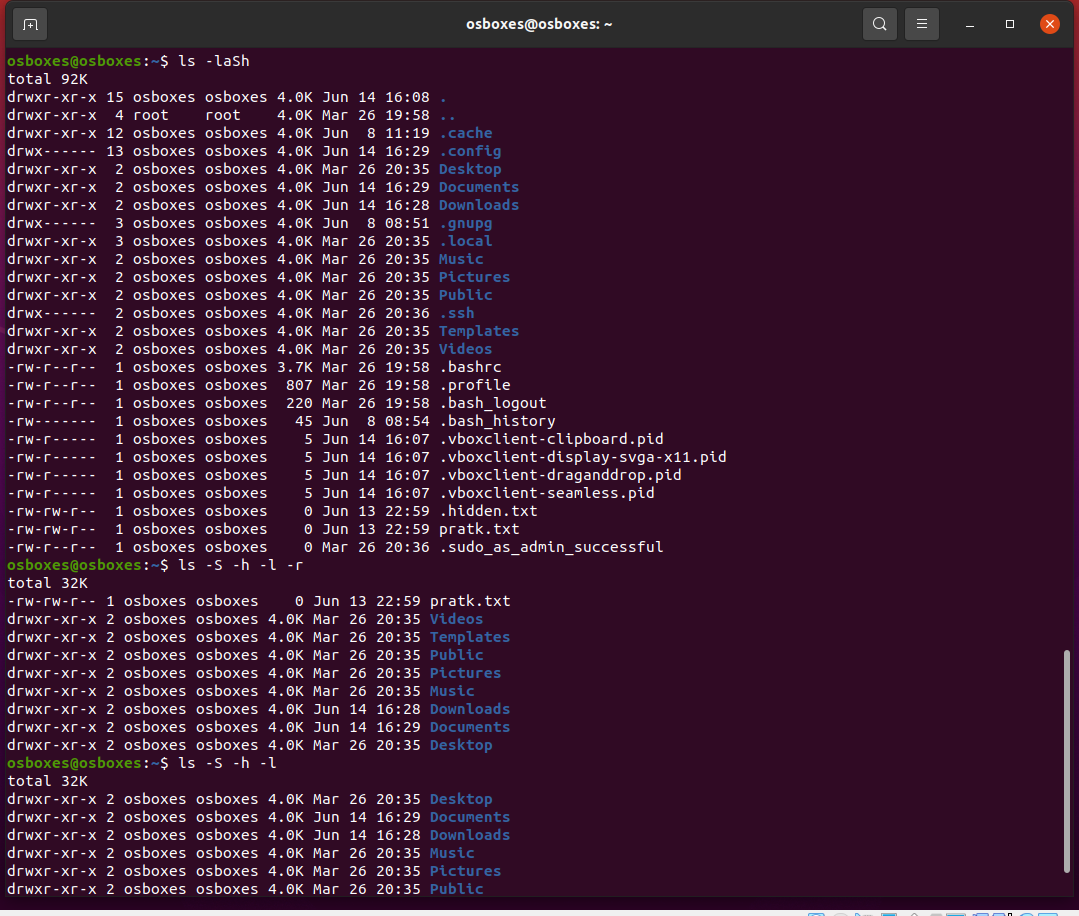 osboxes@osboxes: ~
osboxes@osboxes:~$ ls -laSh
total 92K
drwxr-xr-x 15 osboxes osboxes 4.0K Jun 14 16:08 .
drwxr-xr-x  4 root    root    4.0K Mar 26 19:58 ..
drwxr-xr-x 12 osboxes osboxes 4.0K Jun  8 11:19 .cache
drwx------ 13 osboxes osboxes 4.0K Jun 14 16:29 .config
drwxr-xr-x  2 osboxes osboxes 4.0K Mar 26 20:35 Desktop
drwxr-xr-x  2 osboxes osboxes 4.0K Jun 14 16:29 Documents
drwxr-xr-x  2 osboxes osboxes 4.0K Jun 14 16:28 Downloads
drwx------  3 osboxes osboxes 4.0K Jun  8 08:51 .gnupg
drwxr-xr-x  3 osboxes osboxes 4.0K Mar 26 20:35 .local
drwxr-xr-x  2 osboxes osboxes 4.0K Mar 26 20:35 Music
drwxr-xr-x  2 osboxes osboxes 4.0K Mar 26 20:35 Pictures
drwxr-xr-x  2 osboxes osboxes 4.0K Mar 26 20:35 Public
drwx------  2 osboxes osboxes 4.0K Mar 26 20:36 .ssh
drwxr-xr-x  2 osboxes osboxes 4.0K Mar 26 20:35 Templates
drwxr-xr-x  2 osboxes osboxes 4.0K Mar 26 20:35 Videos
-rw-r--r--  1 osboxes osboxes 3.7K Mar 26 19:58 .bashrc
-rw-r--r--  1 osboxes osboxes  807 Mar 26 19:58 .profile
-rw-r--r--  1 osboxes osboxes  220 Mar 26 19:58 .bash_logout
-rw-------  1 osboxes osboxes   45 Jun  8 08:54 .bash_history
-rw-r-----  1 osboxes osboxes    5 Jun 14 16:07 .vboxclient-clipboard.pid
-rw-r-----  1 osboxes osboxes    5 Jun 14 16:07 .vboxclient-display-svga-x11.pid
-rw-r-----  1 osboxes osboxes    5 Jun 14 16:07 .vboxclient-draganddrop.pid
-rw-r-----  1 osboxes osboxes    5 Jun 14 16:07 .vboxclient-seamless.pid
-rw-rw-r--  1 osboxes osboxes    0 Jun 13 22:59 .hidden.txt
-rw-rw-r--  1 osboxes osboxes    0 Jun 13 22:59 pratk.txt
-rw-r--r--  1 osboxes osboxes    0 Mar 26 20:36 .sudo_as_admin_successful
osboxes@osboxes:~$ ls -S -h -l -r
total 32K
-rw-rw-r-- 1 osboxes osboxes    0 Jun 13 22:59 pratk.txt
drwxr-xr-x 2 osboxes osboxes 4.0K Mar 26 20:35 Videos
drwxr-xr-x 2 osboxes osboxes 4.0K Mar 26 20:35 Templates
drwxr-xr-x 2 osboxes osboxes 4.0K Mar 26 20:35 Public
drwxr-xr-x 2 osboxes osboxes 4.0K Mar 26 20:35 Pictures
drwxr-xr-x 2 osboxes osboxes 4.0K Mar 26 20:35 Music
drwxr-xr-x 2 osboxes osboxes 4.0K Jun 14 16:28 Downloads
drwxr-xr-x 2 osboxes osboxes 4.0K Jun 14 16:29 Documents
drwxr-xr-x 2 osboxes osboxes 4.0K Mar 26 20:35 Desktop
osboxes@osboxes:~$ ls -S -h -l
total 32K
drwxr-xr-x 2 osboxes osboxes 4.0K Mar 26 20:35 Desktop
drwxr-xr-x 2 osboxes osboxes 4.0K Jun 14 16:29 Documents
drwxr-xr-x 2 osboxes osboxes 4.0K Jun 14 16:28 Downloads
drwxr-xr-x 2 osboxes osboxes 4.0K Mar 26 20:35 Music
drwxr-xr-x 2 osboxes osboxes 4.0K Mar 26 20:35 Pictures
drwxr-xr-x 2 osboxes osboxes 4.0K Mar 26 20:35 Public